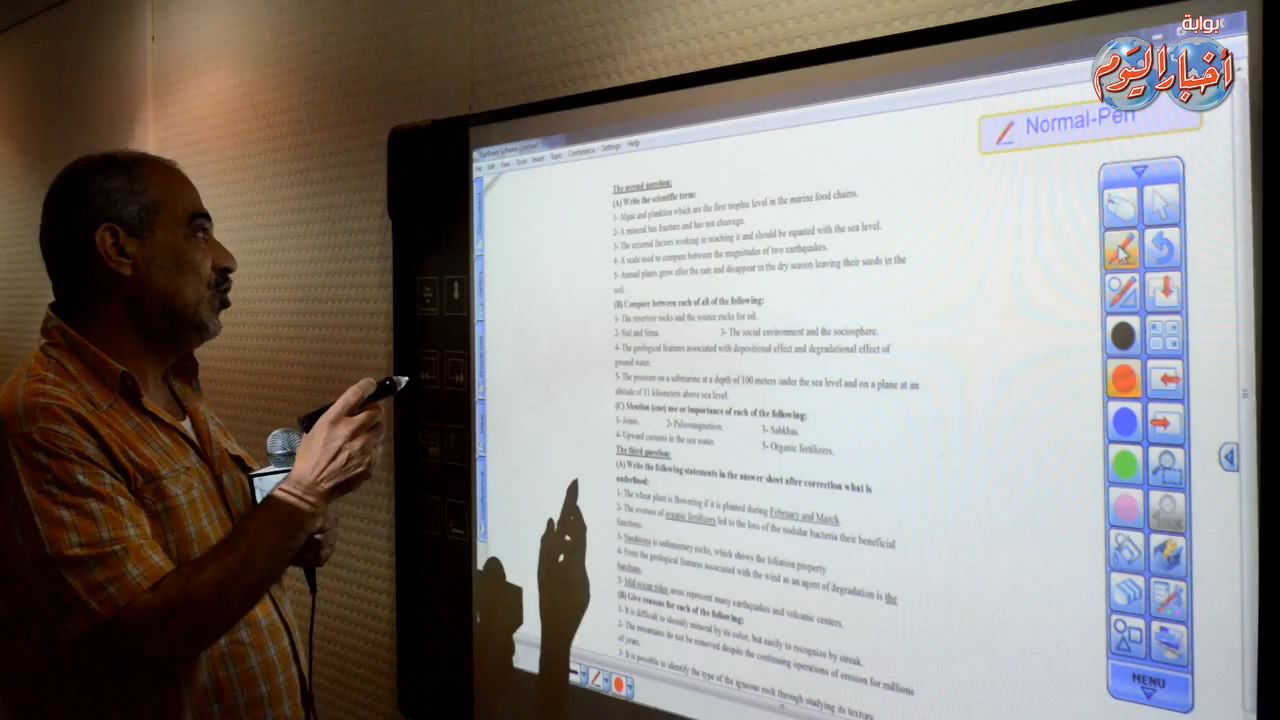 بوابة
أخبار اليوم
Normal-Pen
File Edit View Tools Insert Topic Conference Settings Help
The second question:
(A) Write the scientific term:
1- Algae and plankton which are the first trophic level in the marine food chains.
2- A mineral has fracture and has not cleavage.
3- The external factors working in reaching it and should be equated with the sea level.
4- A scale used to compare between the magnitudes of two earthquakes.
5- Annual plants grow after the rain and disappear in the dry season leaving their seeds in the
soil.
(B) Compare between each of all of the following:
1- The reservoir rocks and the source rocks for oil.
2- Sial and Sima. 3- The social environment and the sociosphere.
4- The geological features associated with depositional effect and degradational effect of
ground water.
5- The pressure on a submarine at a depth of 100 meters under the sea level and on a plane at an
altitude of 11 kilometers above sea level.
(C) Mention (one) use or importance of each of the following:
1- Joints. 2- Paleomagnetism. 3- Sabkhas.
4- Upward currents in the sea water. 5- Organic fertilizers.
The third question:
(A) Write the following statements in the answer sheet after correction what is
underlined:
1- The wheat plant is flowering if it is planted during February and March.
2- The overuse of organic fertilizers led to the loss of the nodular bacteria their beneficial
functions.
3- Sandstone is sedimentary rocks, which shows the foliation property
4- From the geological features associated with the wind as an agent of degradation is the
barchans.
5- Mid ocean ridge areas represent many earthquakes and volcanic centers.
(B) Give reasons for each of the following:
1- It is difficult to identify mineral by its color, but easily to recognize by streak.
2- The mountains do not be removed despite the continuing operations of erosion for millions
of years.
3- It is possible to identify the type of the igneous rock through studying its texture
MENU